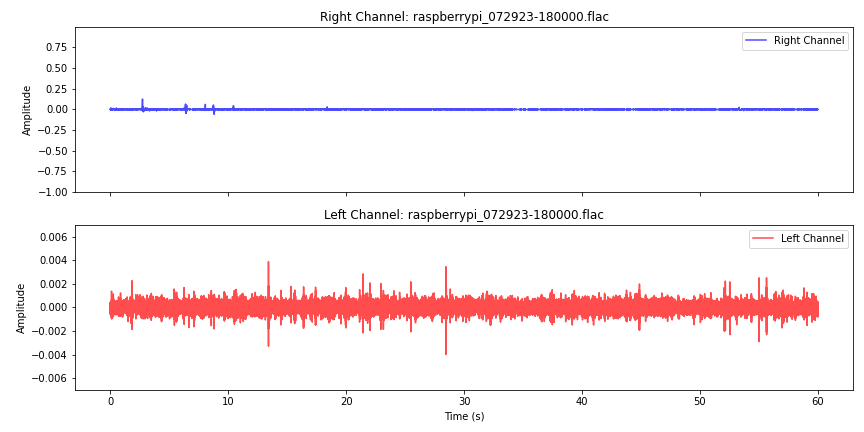 Right Channel: raspberrypi_072923-180000.flac
Right Channel
0.75
0.50
0.25
0.00
−0.25
−0.50
−0.75
−1.00
Amplitude
Left Channel: raspberrypi_072923-180000.flac
Left Channel
0.006
0.004
0.002
0.000
−0.002
−0.004
−0.006
Amplitude
0 10 20 30 40 50 60
Time (s)